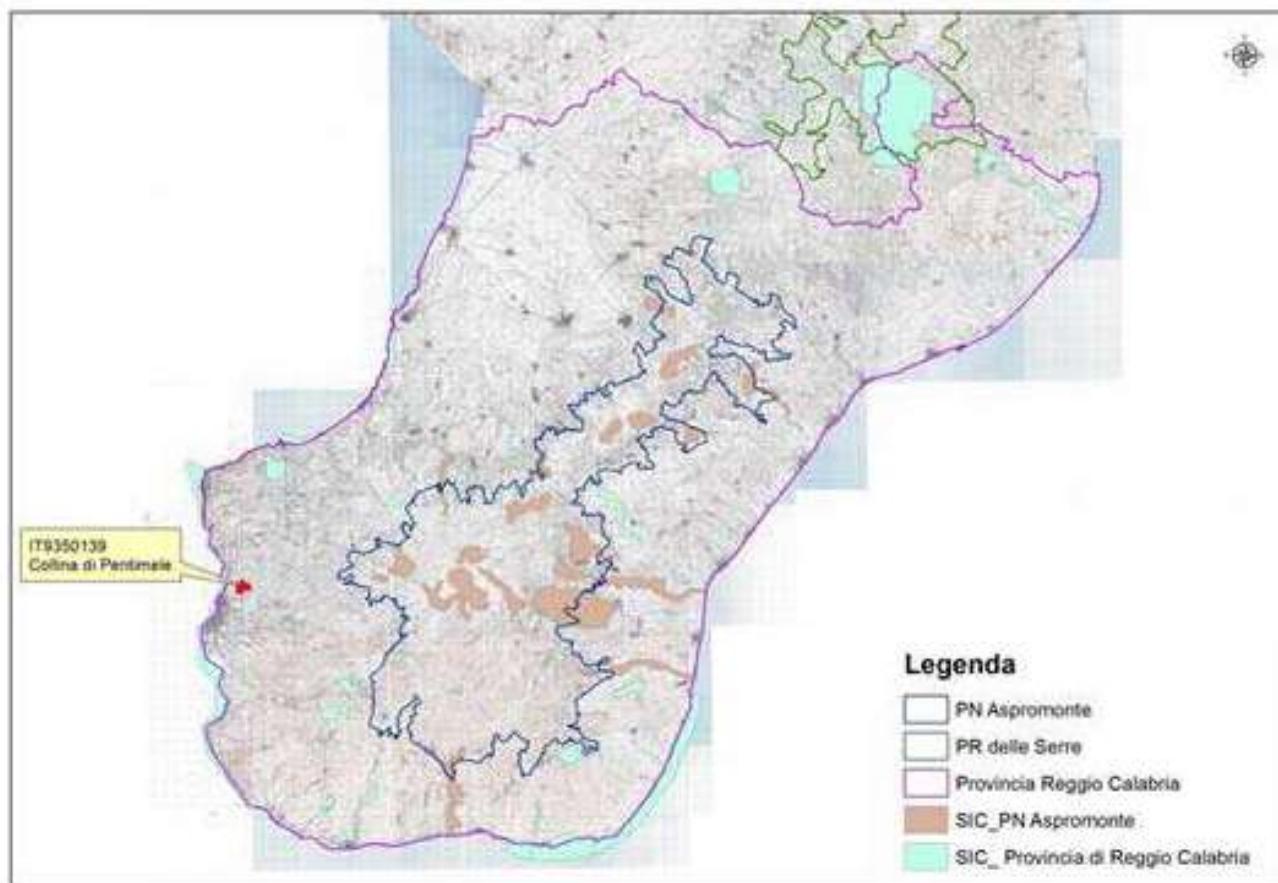 IT9350139
Collina di Pentimele
Legenda
PN Aspromonte
PR delle Serre
Provincia Reggio Calabria
SIC_PN Aspromonte
SIC_ Provincia di Reggio Calabria